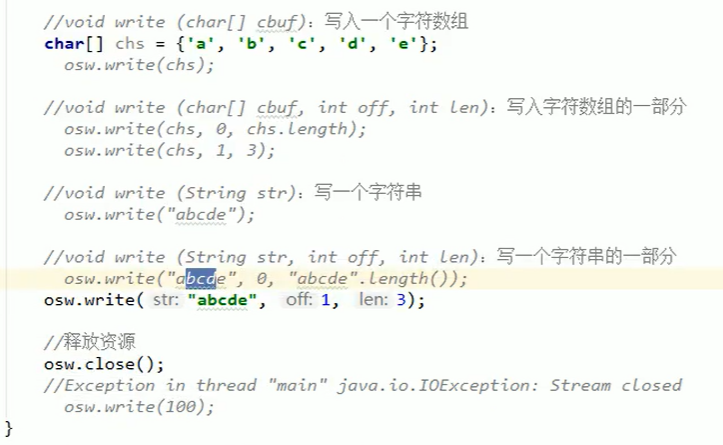 //void write (char[] cbuf)：写入一个字符数组
char[] chs = {'a', 'b', 'c', 'd', 'e'};
osw.write(chs);
//void write (char[] cbuf, int off, int len)：写入字符数组的一部分
osw.write(chs, 0, chs.length);
osw.write(chs, 1, 3);
//void write (String str)：写一个字符串
osw.write("abcde");
//void write (String str, int off, int len)：写一个字符串的一部分
osw.write("abcde", 0, "abcde".length());
osw.write( str: "abcde", off: 1, len: 3);
//释放资源
osw.close();
//Exception in thread "main" java.io.IOException: Stream closed
osw.write(100);
}